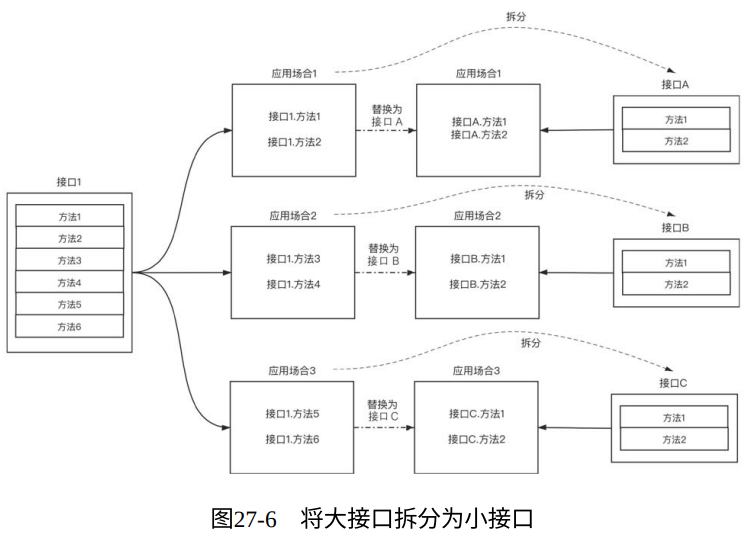 拆分
应用场合1
应用场合1
接口A
接口1.方法1
接口1.方法2
替换为
接口 A
接口A.方法1
接口A.方法2
方法1
方法2
接口1
方法1
方法2
方法3
方法4
方法5
方法6
拆分
应用场合2
应用场合2
接口B
接口1.方法3
接口1.方法4
替换为
接口 B
接口B.方法1
接口B.方法2
方法1
方法2
拆分
应用场合3
应用场合3
接口C
接口1.方法5
接口1.方法6
替换为
接口 C
接口C.方法1
接口C.方法2
方法1
方法2
图27-6 将大接口拆分为小接口